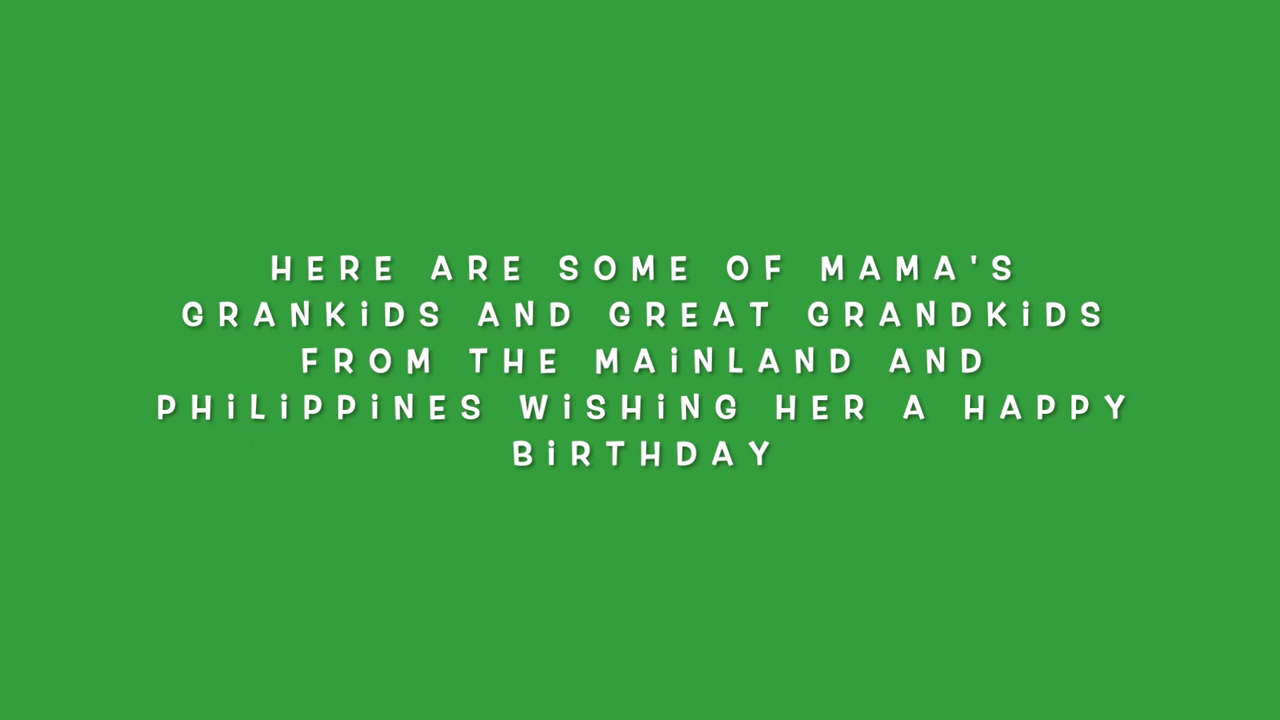 HERE ARE SOME OF MAMA'S
GRANKiDS AND GREAT GRANDKiDS
FROM THE MAiNLAND AND
PHiLiPPiNES WiSHiNG HER A HAPPY
BiRTHDAY